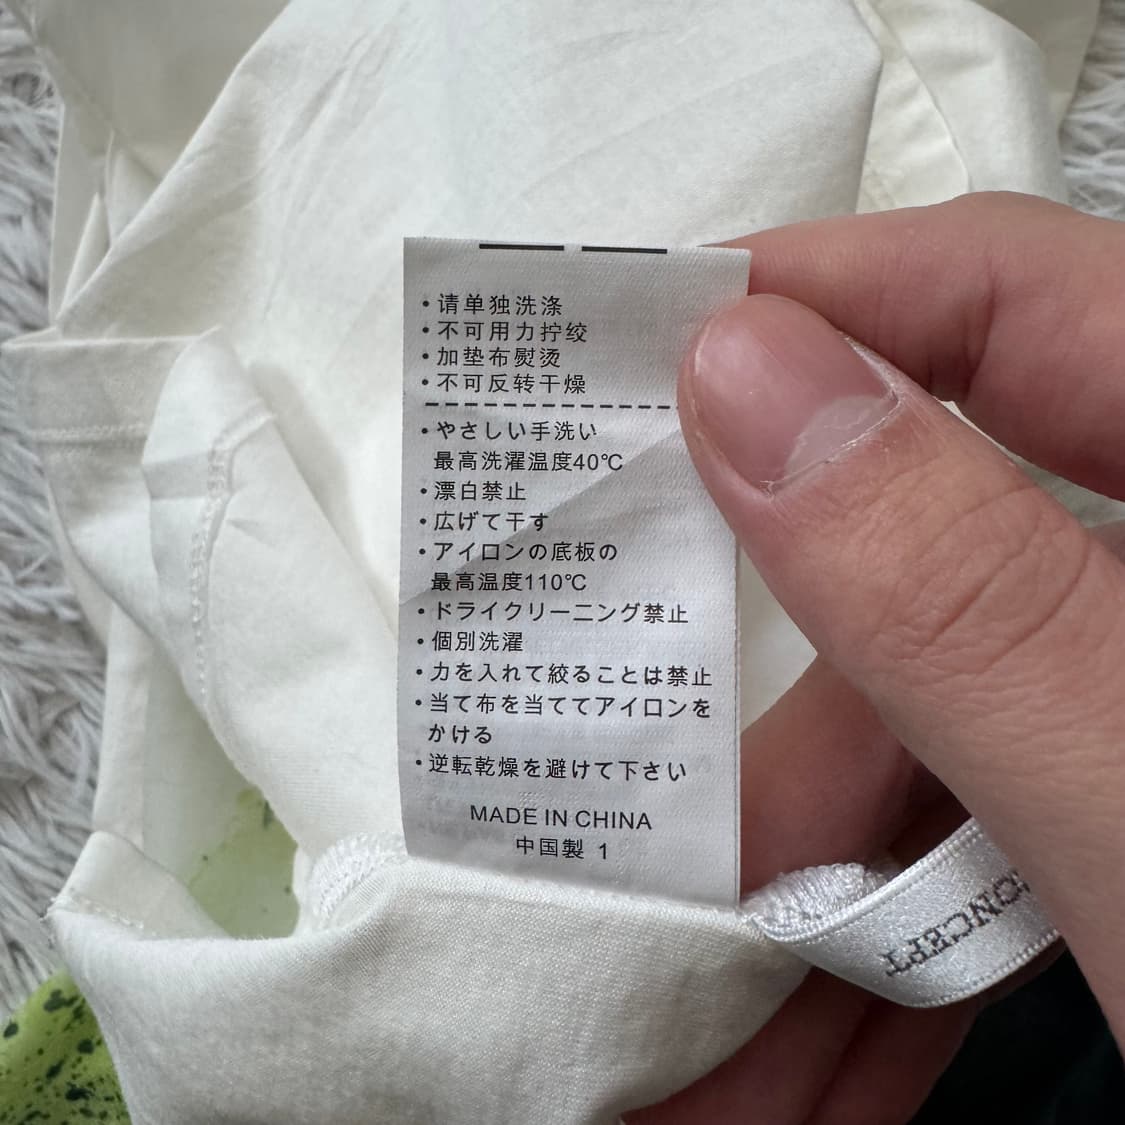 •请单独洗涤
•不可用力拧绞
•加垫布熨烫
•不可反转干燥
•やさしい手洗い
最高洗濯温度40℃
•漂白禁止
•広げて干す
•アイロンの底板の
最高温度110℃
•ドライクリーニング禁止
•個別洗濯
•力を入れて絞ることは禁止
•当て布を当ててアイロンを
かける
•逆転乾燥を避けて下さい
MADE IN CHINA
中国製 1